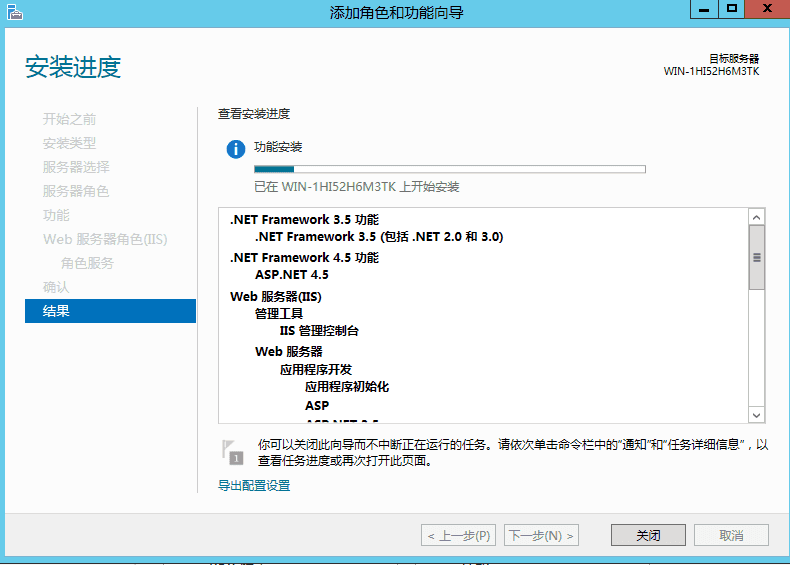 添加角色和功能向导
安装进度
目标服务器
WIN-1HI52H6M3TK
开始之前
安装类型
服务器选择
服务器角色
功能
Web 服务器角色(IIS)
角色服务
确认
结果
查看安装进度
功能安装
已在 WIN-1HI52H6M3TK 上开始安装
.NET Framework 3.5 功能
.NET Framework 3.5 (包括 .NET 2.0 和 3.0)
.NET Framework 4.5 功能
ASP.NET 4.5
Web 服务器(IIS)
管理工具
IIS 管理控制台
Web 服务器
应用程序开发
应用程序初始化
ASP
1
你可以关闭此向导而不中断正在运行的任务。请依次单击命令栏中的"通知"和"任务详细信息"，以
查看任务进度或再次打开此页面。
导出配置设置
< 上一步(P)
下一步(N) >
关闭
取消